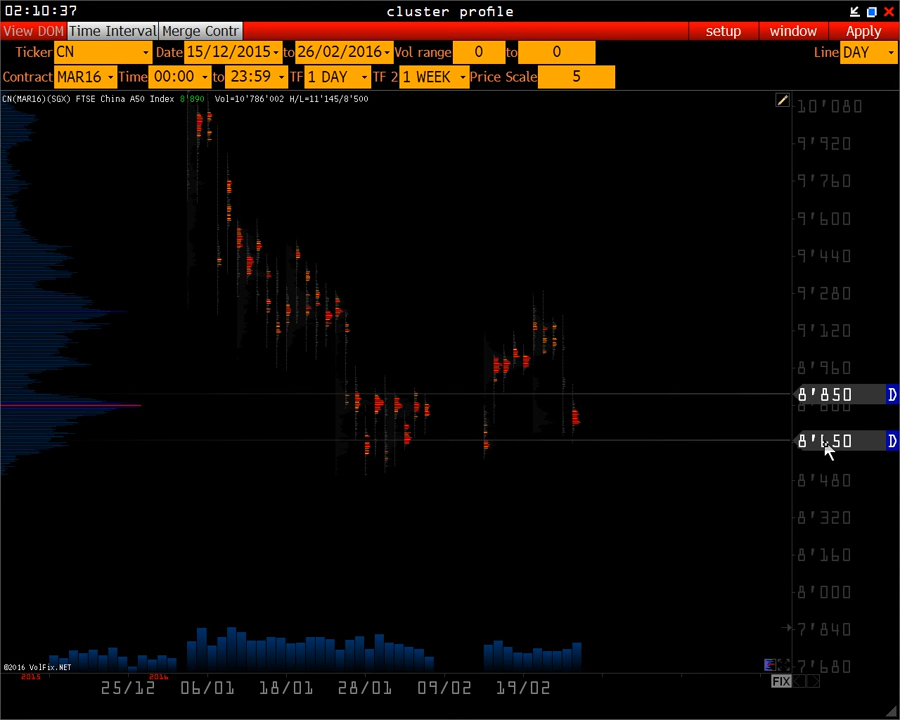 02:10:37 cluster profile
View DOM Time Interval Merge Contr setup window Apply
Ticker CN Date 15/12/2015 to 26/02/2016 Vol range 0 to 0 Line DAY
Contract MAR16 Time 00:00 to 23:59 TF 1 DAY TF 2 1 WEEK Price Scale 5
CN(MAR16)(SGX) FTSE China A50 Index 8'890 Vol=10'786'002 H/L=11'145/8'500
10'080
9'920
9'760
9'600
9'440
9'280
9'120
8'960
8'850 D
8'650 D
8'480
8'320
8'160
8'000
7'840
©2016 VolFix.NET 7'680
2015 2016 FIX
25/12 06/01 18/01 28/01 09/02 19/02